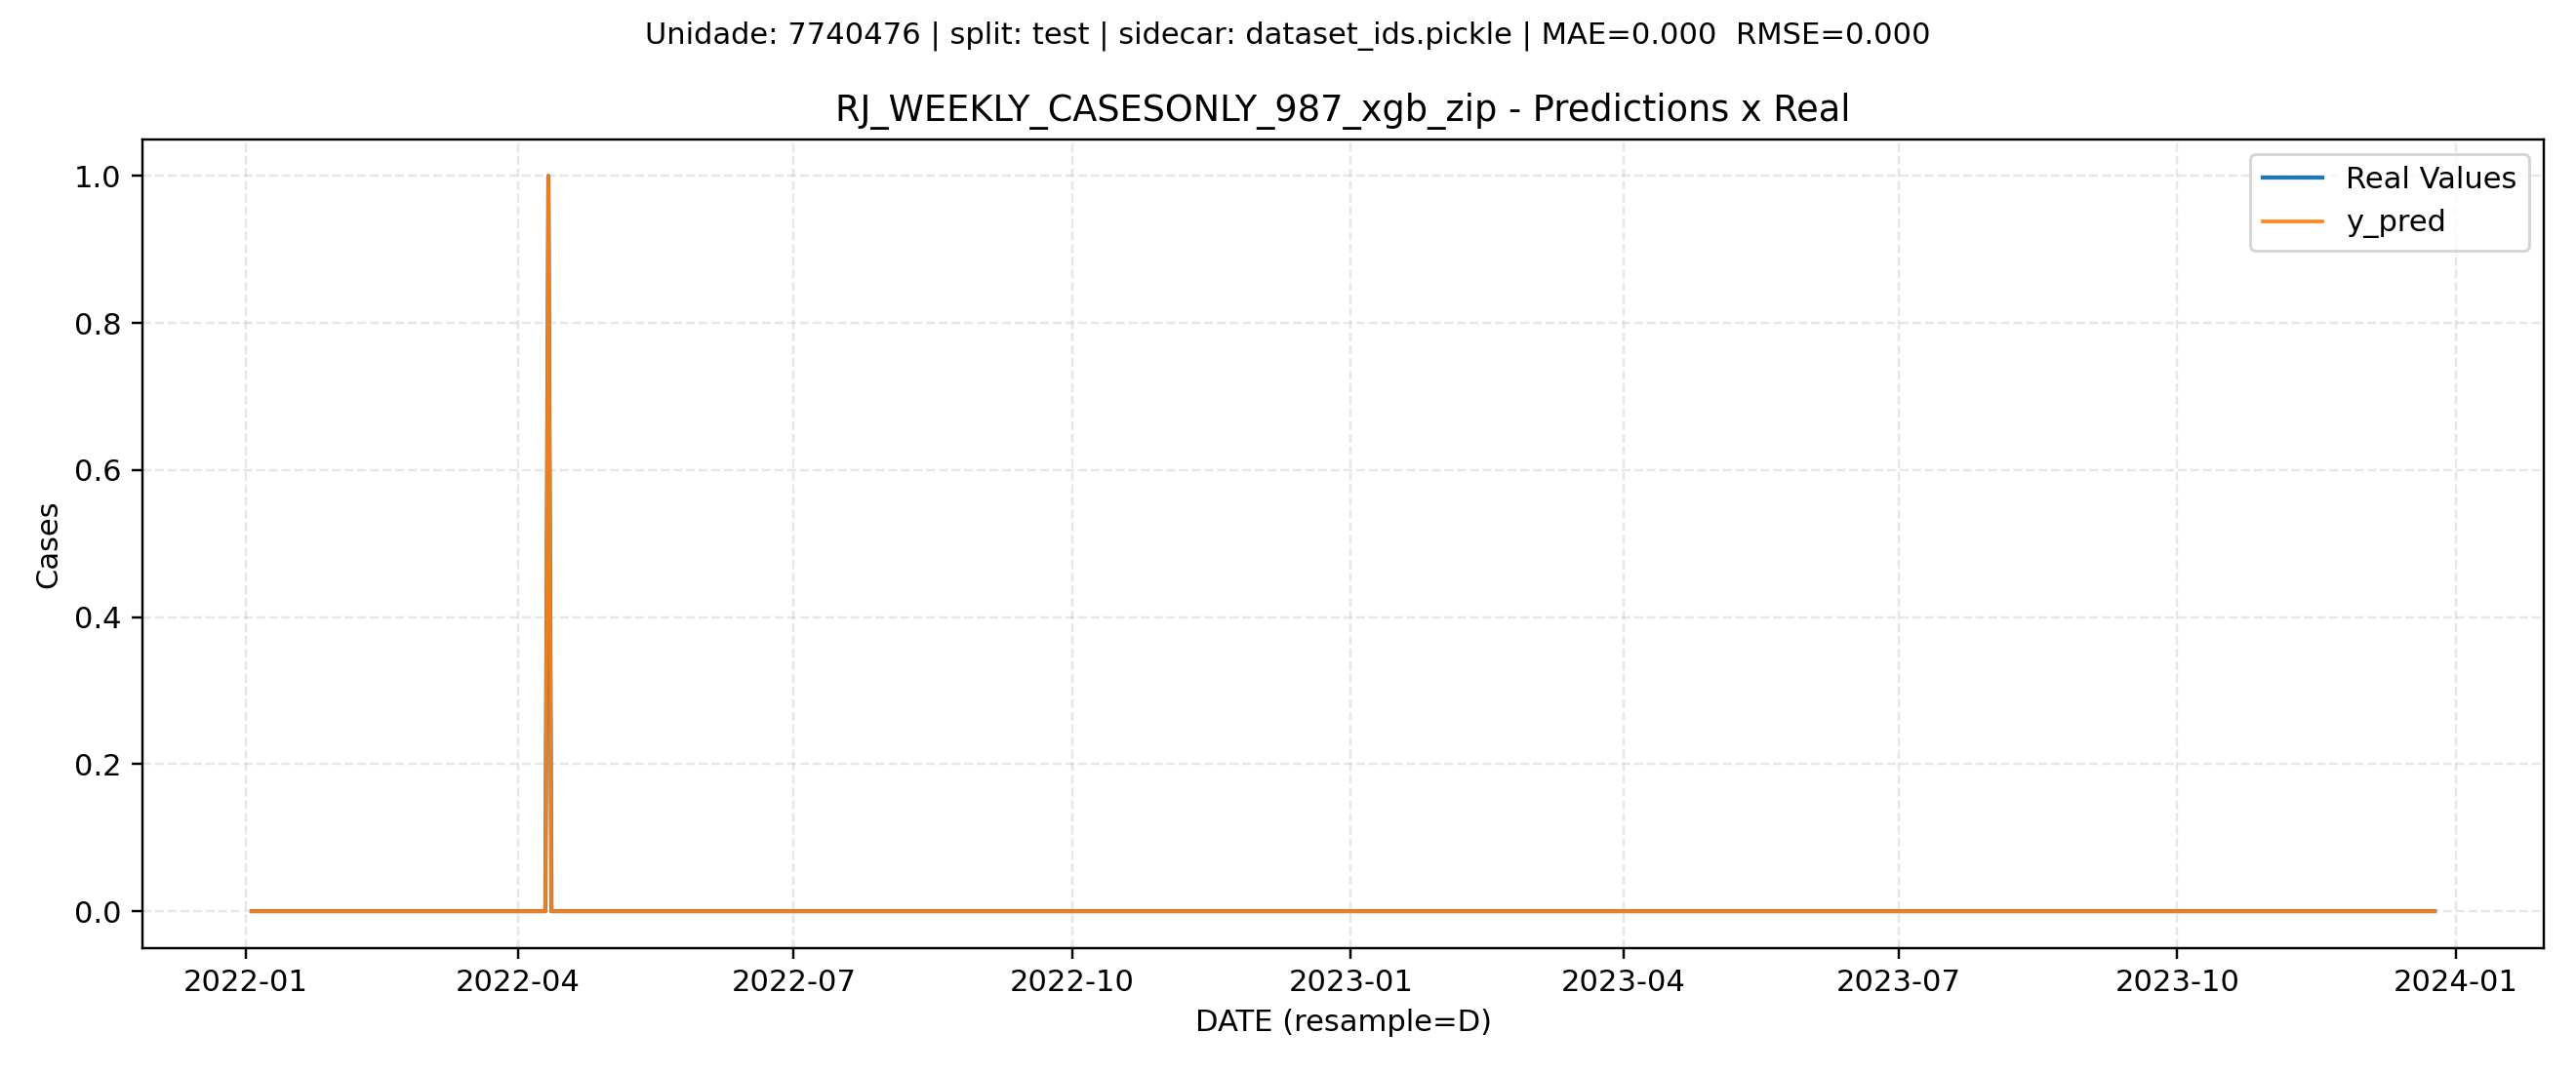 Unidade: 7740476 | split: test | sidecar: dataset_ids.pickle | MAE=0.000  RMSE=0.000
RJ_WEEKLY_CASESONLY_987_xgb_zip - Predictions x Real
Real Values
y_pred
1.0
0.8
0.6
0.4
0.2
0.0
Cases
2022-01 2022-04 2022-07 2022-10 2023-01 2023-04 2023-07 2023-10 2024-01
DATE (resample=D)